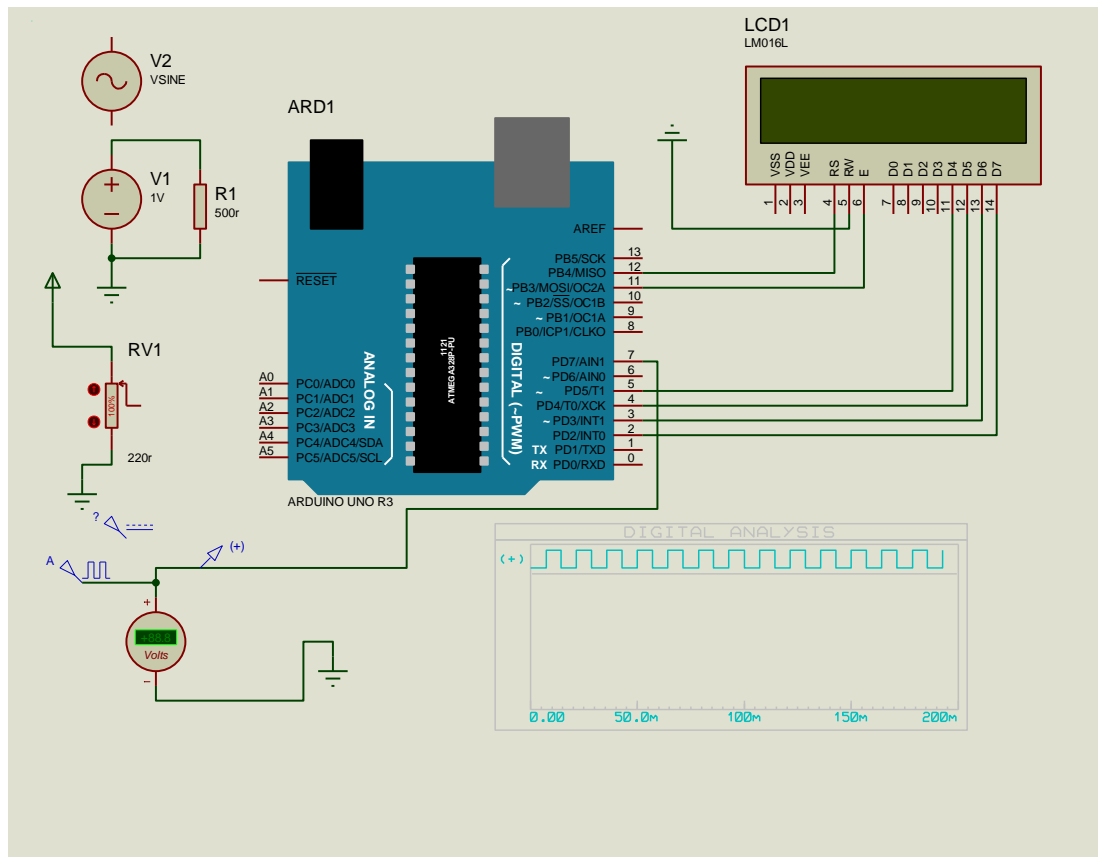 LCD1
LM016L
VSS
VDD
VEE
RS
RW
E
D0
D1
D2
D3
D4
D5
D6
D7
1
2
3
4
5
6
7
8
9
10
11
12
13
14
V2
VSINE
V1
1V
R1
500r
RV1
100%
220r
ARD1
RESET
AREF
PB5/SCK 13
PB4/MISO 12
~PB3/MOSI/OC2A 11
~ PB2/SS/OC1B 10
~ PB1/OC1A 9
PB0/ICP1/CLKO 8
PD7/AIN1 7
~PD6/AIN0 6
~ PD5/T1 5
PD4/T0/XCK 4
~ PD3/INT1 3
PD2/INT0 2
TX PD1/TXD 1
RX PD0/RXD 0
A0 PC0/ADC0
A1 PC1/ADC1
A2 PC2/ADC2
A3 PC3/ADC3
A4 PC4/ADC4/SDA
A5 PC5/ADC5/SCL
ANALOG IN
1121
ATMEGA328P-PU
DIGITAL (~PWM)
ARDUINO UNO R3
?
A
(+)
+
+88.8
Volts
−
DIGITAL ANALYSIS
(+)
0.00 50.0m 100m 150m 200m